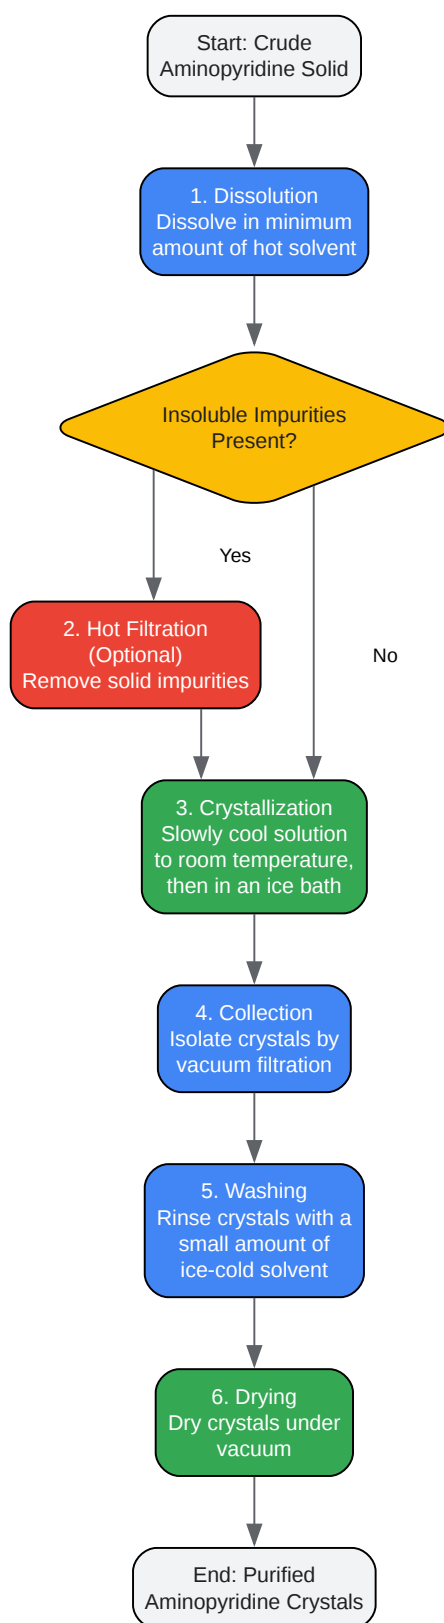 Start: Crude
Aminopyridine Solid
1. Dissolution
Dissolve in minimum
amount of hot solvent
Insoluble Impurities
Present?
Yes
2. Hot Filtration
(Optional)
Remove solid impurities
No
3. Crystallization
Slowly cool solution
to room temperature,
then in an ice bath
4. Collection
Isolate crystals by
vacuum filtration
5. Washing
Rinse crystals with a
small amount of
ice-cold solvent
6. Drying
Dry crystals under
vacuum
End: Purified
Aminopyridine Crystals